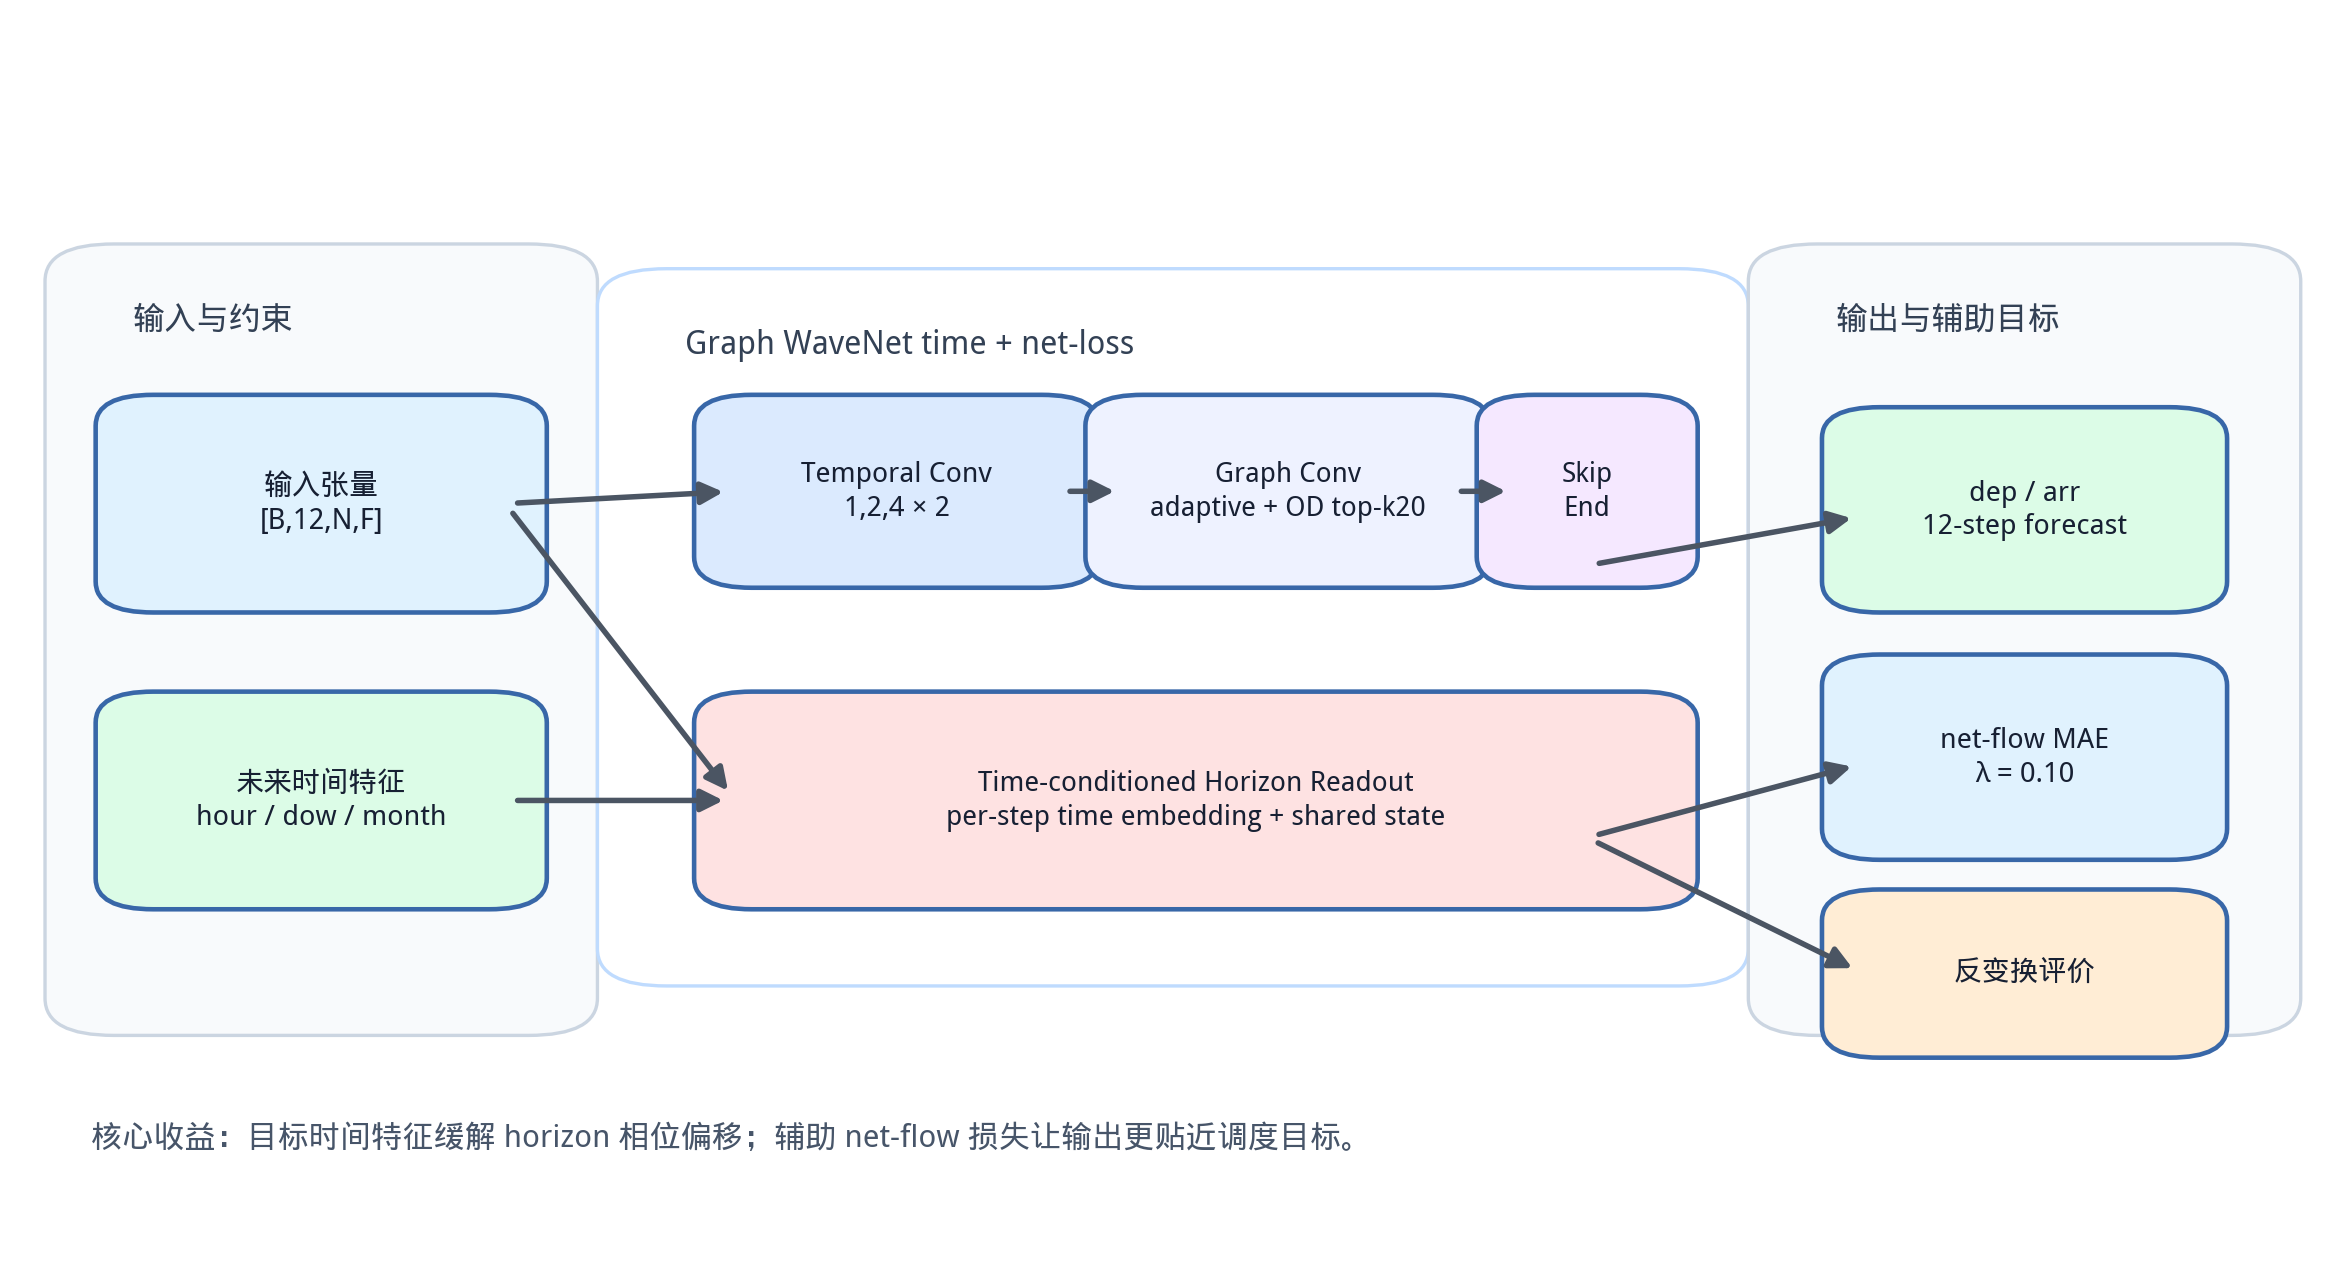 输入与约束
输入张量
[B,12,N,F]
未来时间特征
hour / dow / month
Graph WaveNet time + net-loss
Temporal Conv
1,2,4 × 2
Graph Conv
adaptive + OD top-k20
Skip
End
Time-conditioned Horizon Readout
per-step time embedding + shared state
输出与辅助目标
dep / arr
12-step forecast
net-flow MAE
λ = 0.10
反变换评价
核心收益：目标时间特征缓解 horizon 相位偏移；辅助 net-flow 损失让输出更贴近调度目标。